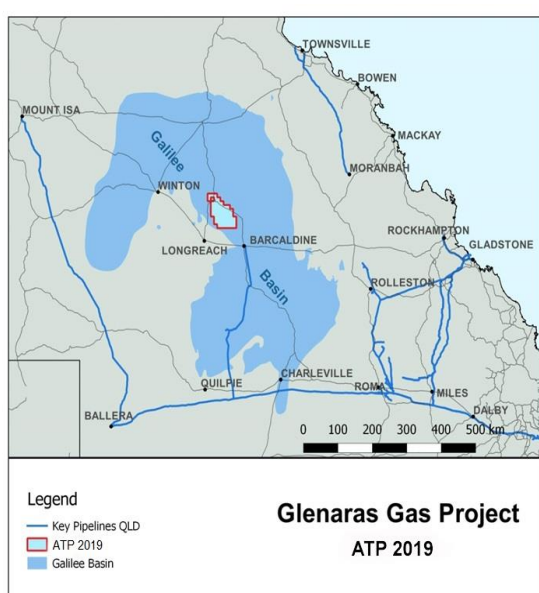 TOWNSVILLE
BOWEN
MOUNT ISA
MACKAY
Galilee
MORANBAH
WINTON
ROCKHAMPTON
LONGREACH
BARCALDINE
GLADSTONE
Basin
ROLLESTON
CHARLEVILLE
QUILPIE
ROMA
MILES
BALLERA
DALBY
0 100 200 300 400 500 km
Legend
Key Pipelines QLD
ATP 2019
Galilee Basin
Glenaras Gas Project
ATP 2019